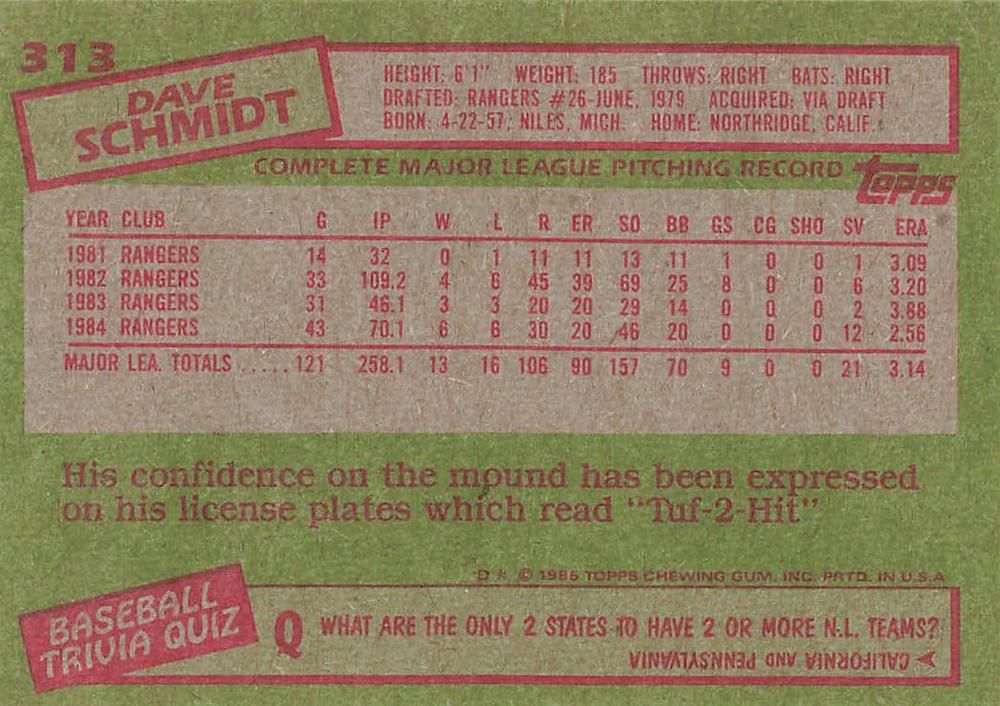 313
DAVE
SCHMIDT
HEIGHT: 6'1" WEIGHT: 185 THROWS: RIGHT BATS: RIGHT
DRAFTED: RANGERS #26-JUNE, 1979 ACQUIRED: VIA DRAFT
BORN: 4-22-57, NILES, MICH. HOME: NORTHRIDGE, CALIF.
COMPLETE MAJOR LEAGUE PITCHING RECORD
topps
YEAR CLUB G IP W L R ER SO BB GS CG SHO SV ERA
1981 RANGERS 14 32 0 1 11 11 13 11 1 0 0 1 3.09
1982 RANGERS 33 109.2 4 6 45 39 69 25 8 0 0 6 3.20
1983 RANGERS 31 46.1 3 3 20 20 29 14 0 0 0 2 3.88
1984 RANGERS 43 70.1 6 6 30 20 46 20 0 0 0 12 2.56
MAJOR LEA. TOTALS .....121 258.1 13 16 106 90 157 70 9 0 0 21 3.14
His confidence on the mound has been expressed
on his license plates which read "Tuf-2-Hit"
D * © 1985 TOPPS CHEWING GUM, INC. PRTD. IN U.S.A
BASEBALL
TRIVIA QUIZ
Q WHAT ARE THE ONLY 2 STATES TO HAVE 2 OR MORE N.L. TEAMS?
CALIFORNIA AND PENNSYLVANIA